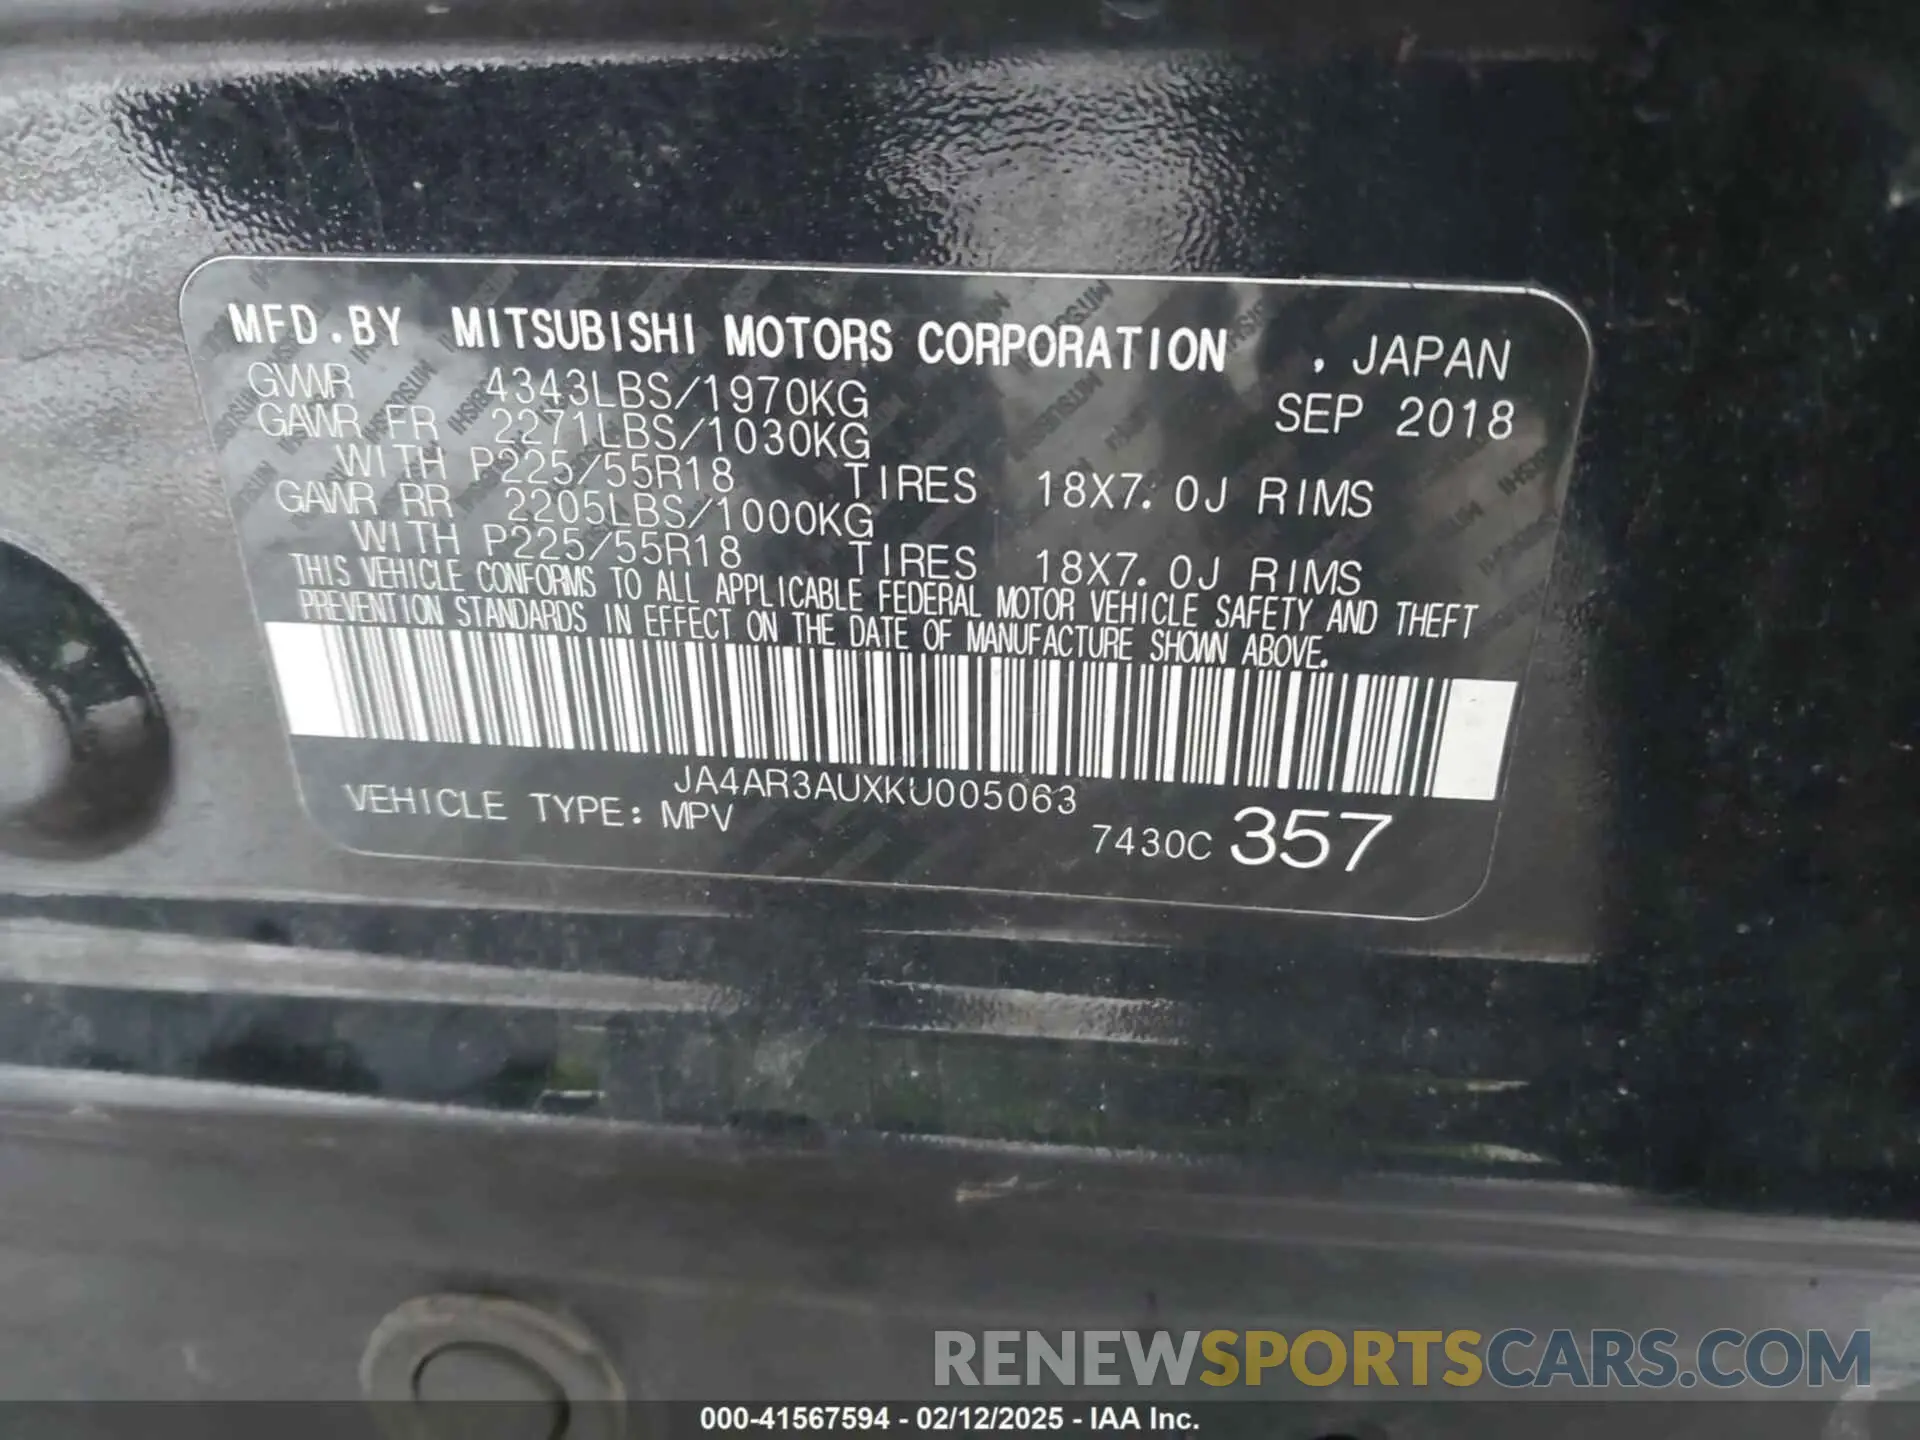 MFD.BY MITSUBISHI MOTORS CORPORATION , JAPAN
GVWR 4343LBS/1970KG SEP 2018
GAWR FR 2271LBS/1030KG
WITH P225/55R18 TIRES 18X7.0J RIMS
GAWR RR 2205LBS/1000KG
WITH P225/55R18 TIRES 18X7.0J RIMS
THIS VEHICLE CONFORMS TO ALL APPLICABLE FEDERAL MOTOR VEHICLE SAFETY AND THEFT
PREVENTION STANDARDS IN EFFECT ON THE DATE OF MANUFACTURE SHOWN ABOVE.
JA4AR3AUXKU005063
VEHICLE TYPE: MPV
7430C 357
RENEWSPORTSCARS.COM
000-41567594 - 02/12/2025 - IAA Inc.